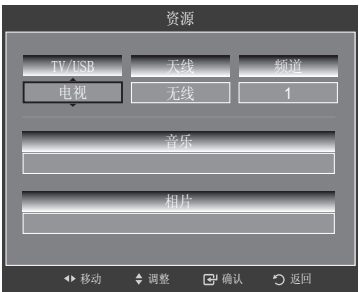 资源
TV/USB 天线 频道
电视 无线 1
音乐
相片
移动 调整 确认 返回